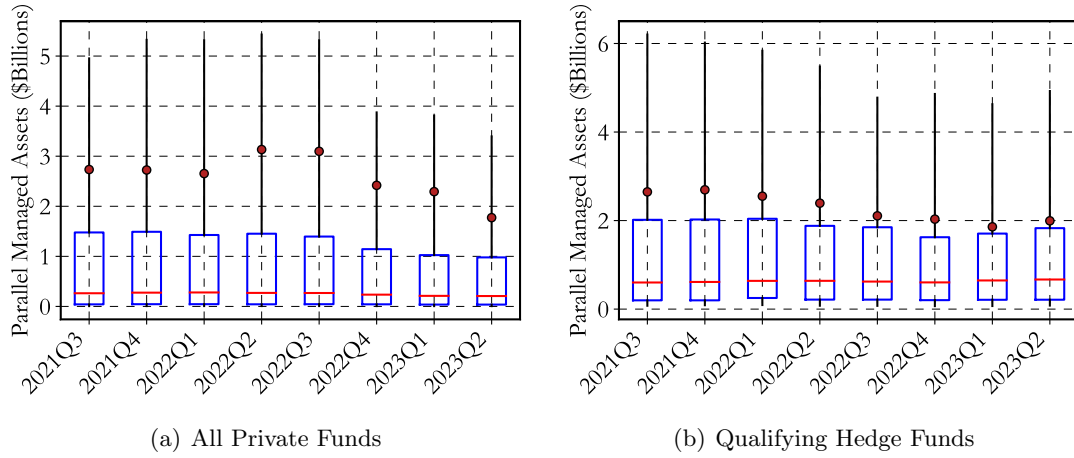 Parallel Managed Assets ($Billions)
5
4
3
2
1
0
2021Q3
2021Q4
2022Q1
2022Q2
2022Q3
2022Q4
2023Q1
2023Q2
(a) All Private Funds
Parallel Managed Assets ($Billions)
6
4
2
0
2021Q3
2021Q4
2022Q1
2022Q2
2022Q3
2022Q4
2023Q1
2023Q2
(b) Qualifying Hedge Funds